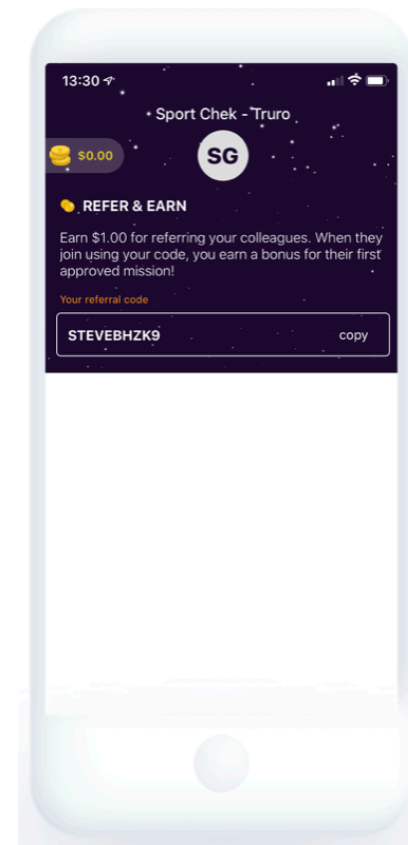 13:30
Sport Chek - Truro
$0.00
SG
REFER & EARN
Earn $1.00 for referring your colleagues. When they
join using your code, you earn a bonus for their first
approved mission!
Your referral code
STEVEBHZK9 copy